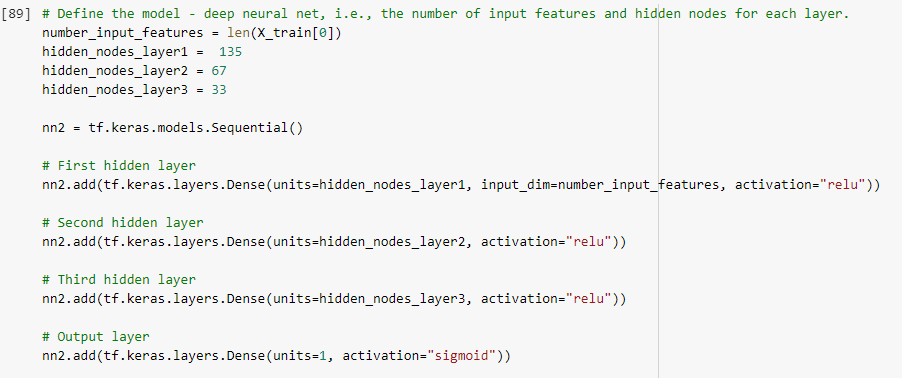 [89] # Define the model - deep neural net, i.e., the number of input features and hidden nodes for each layer.
number_input_features = len(X_train[0])
hidden_nodes_layer1 =  135
hidden_nodes_layer2 = 67
hidden_nodes_layer3 = 33
nn2 = tf.keras.models.Sequential()
# First hidden layer
nn2.add(tf.keras.layers.Dense(units=hidden_nodes_layer1, input_dim=number_input_features, activation="relu"))
# Second hidden layer
nn2.add(tf.keras.layers.Dense(units=hidden_nodes_layer2, activation="relu"))
# Third hidden layer
nn2.add(tf.keras.layers.Dense(units=hidden_nodes_layer3, activation="relu"))
# Output layer
nn2.add(tf.keras.layers.Dense(units=1, activation="sigmoid"))